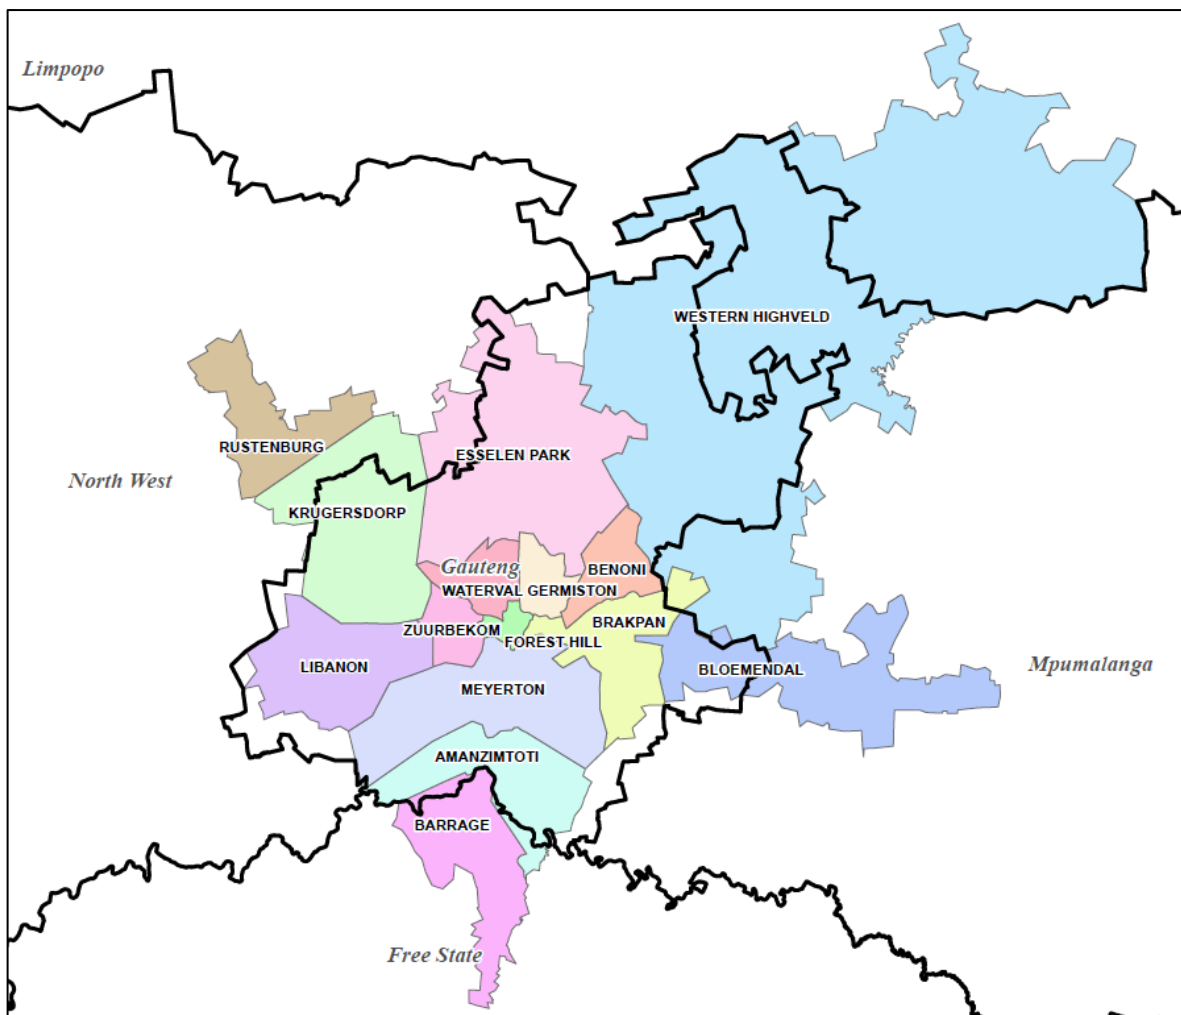 Limpopo
WESTERN HIGHVELD
RUSTENBURG
ESSELEN PARK
North West
KRUGERSDORP
Gauteng
BENONI
WATERVAL GERMISTON
ZUURBEKOM
BRAKPAN
FOREST HILL
LIBANON
BLOEMENDAL
Mpumalanga
MEYERTON
AMANZIMTOTI
BARRAGE
Free State